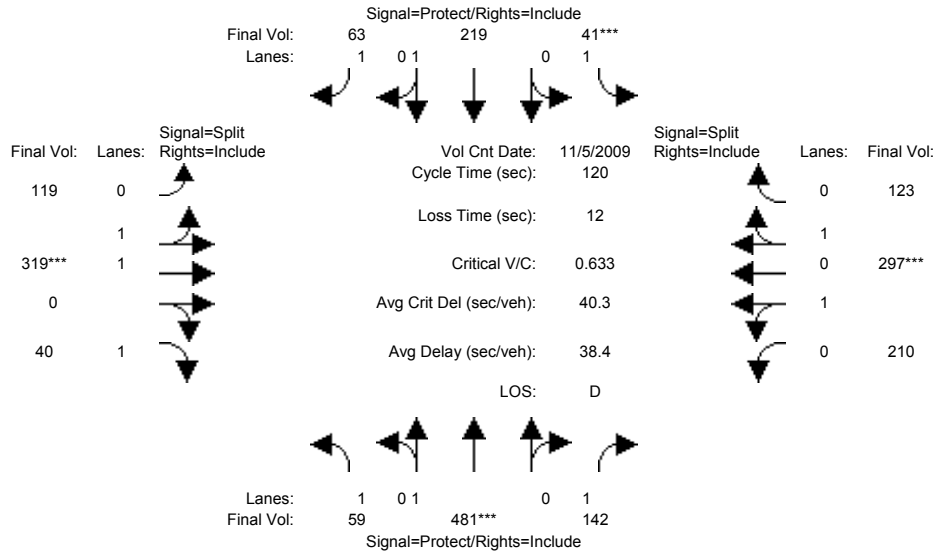 Signal=Protect/Rights=Include
Final Vol: 63 219 41***
Lanes: 1 0 1 0 1
Signal=Split Signal=Split
Final Vol: Lanes: Rights=Include Vol Cnt Date: 11/5/2009 Rights=Include Lanes: Final Vol:
Cycle Time (sec): 120
119 0 0 123
Loss Time (sec): 12
1 1
319*** 1 Critical V/C: 0.633 0 297***
0 Avg Crit Del (sec/veh): 40.3 1
40 1 Avg Delay (sec/veh): 38.4 0 210
LOS: D
Lanes: 1 0 1 0 1
Final Vol: 59 481*** 142
Signal=Protect/Rights=Include